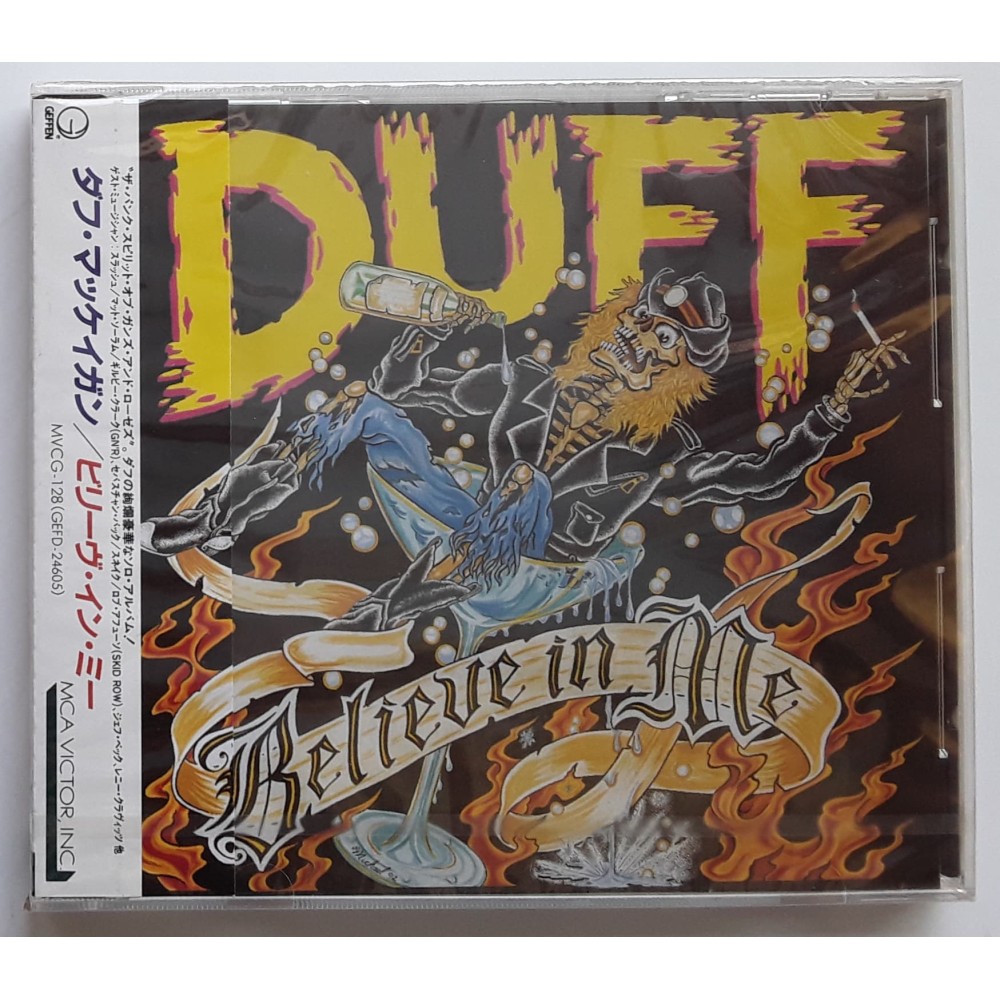 GEFFEN
ダフ・マッケイガン/ビリーヴ・イン・ミー
MVCG-128(GEFD-24605)
MCA VICTOR, INC.
"ザ・パンク・スピリット・オブ・ガンズ・アンド・ローゼズ"。ダフの絢爛豪華なソロ・アルバム!
ゲスト・ミュージシャン:スラッシュ/マット・ソーラム/ギルビー・クラーク(GN'R)、セバスチャン・バック/スネイク/ロブ・アフューソ(SKID ROW)、ジェフ・ベック、レニー・クラヴィッツ 他
DUFF
Believe in Me